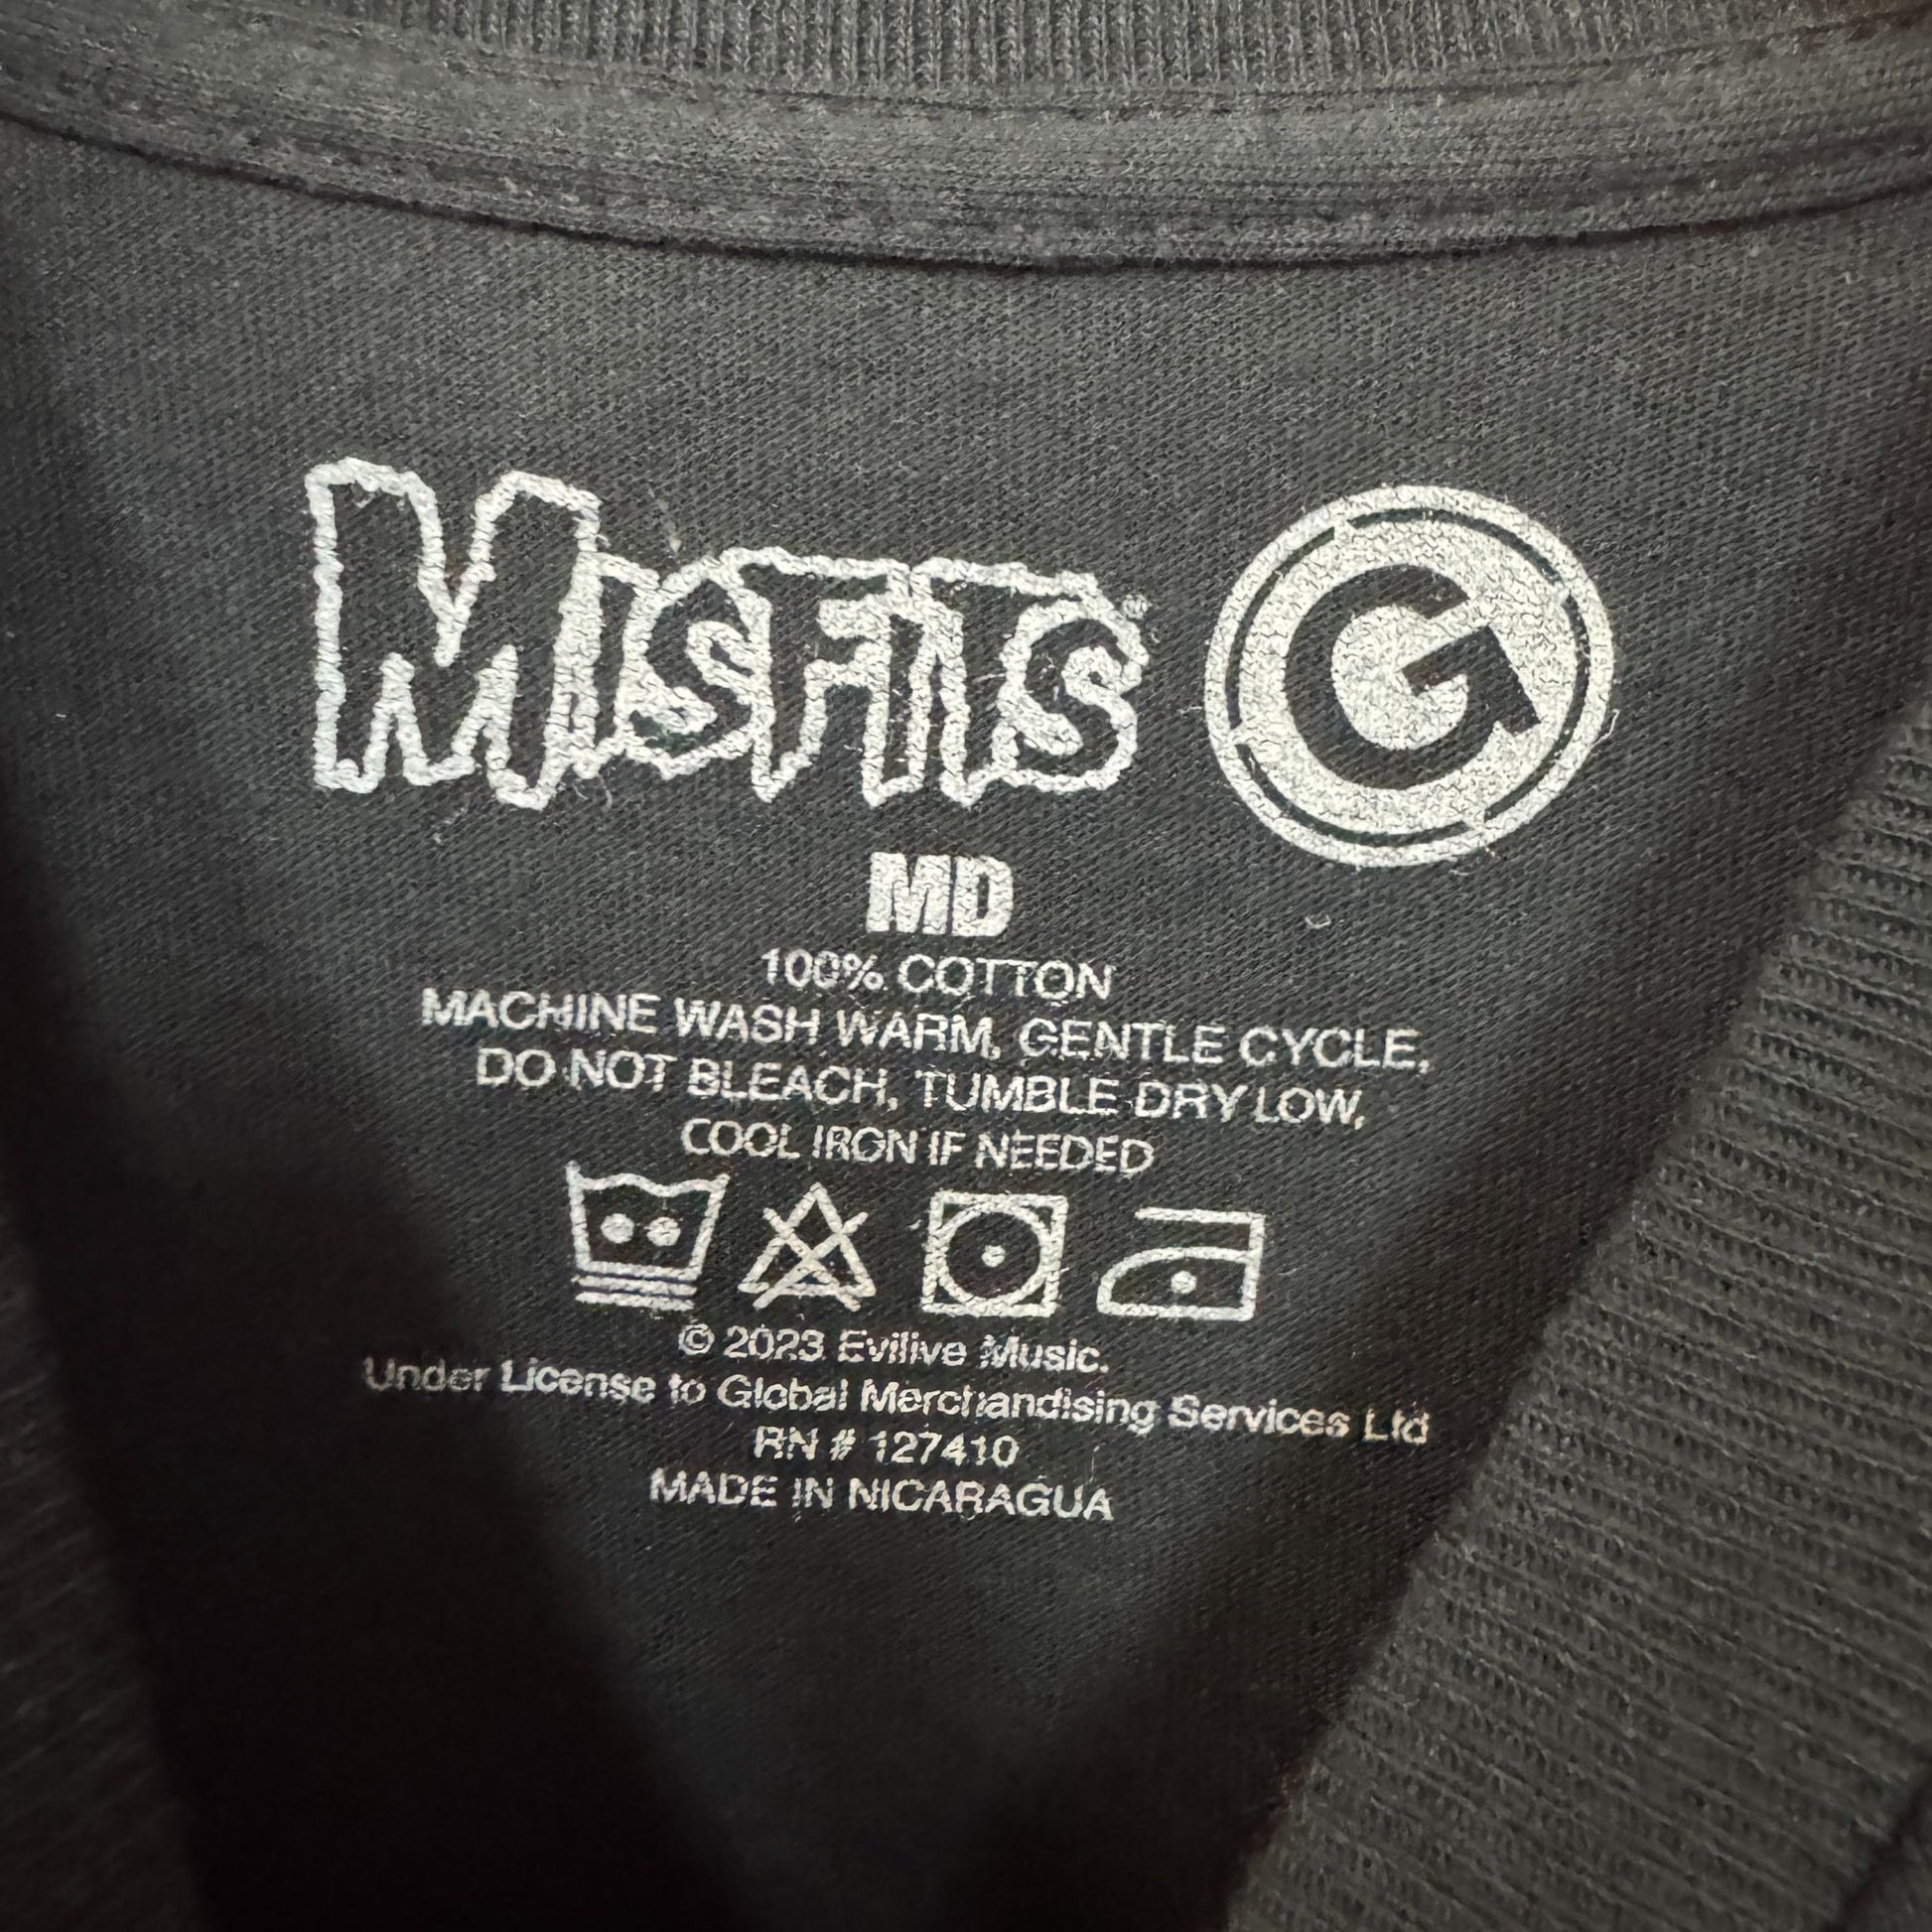 MISFITS G
MD
100% COTTON
MACHINE WASH WARM, GENTLE CYCLE,
DO NOT BLEACH, TUMBLE DRY LOW,
COOL IRON IF NEEDED
© 2023 Evilive Music.
Under License to Global Merchandising Services Ltd
RN # 127410
MADE IN NICARAGUA